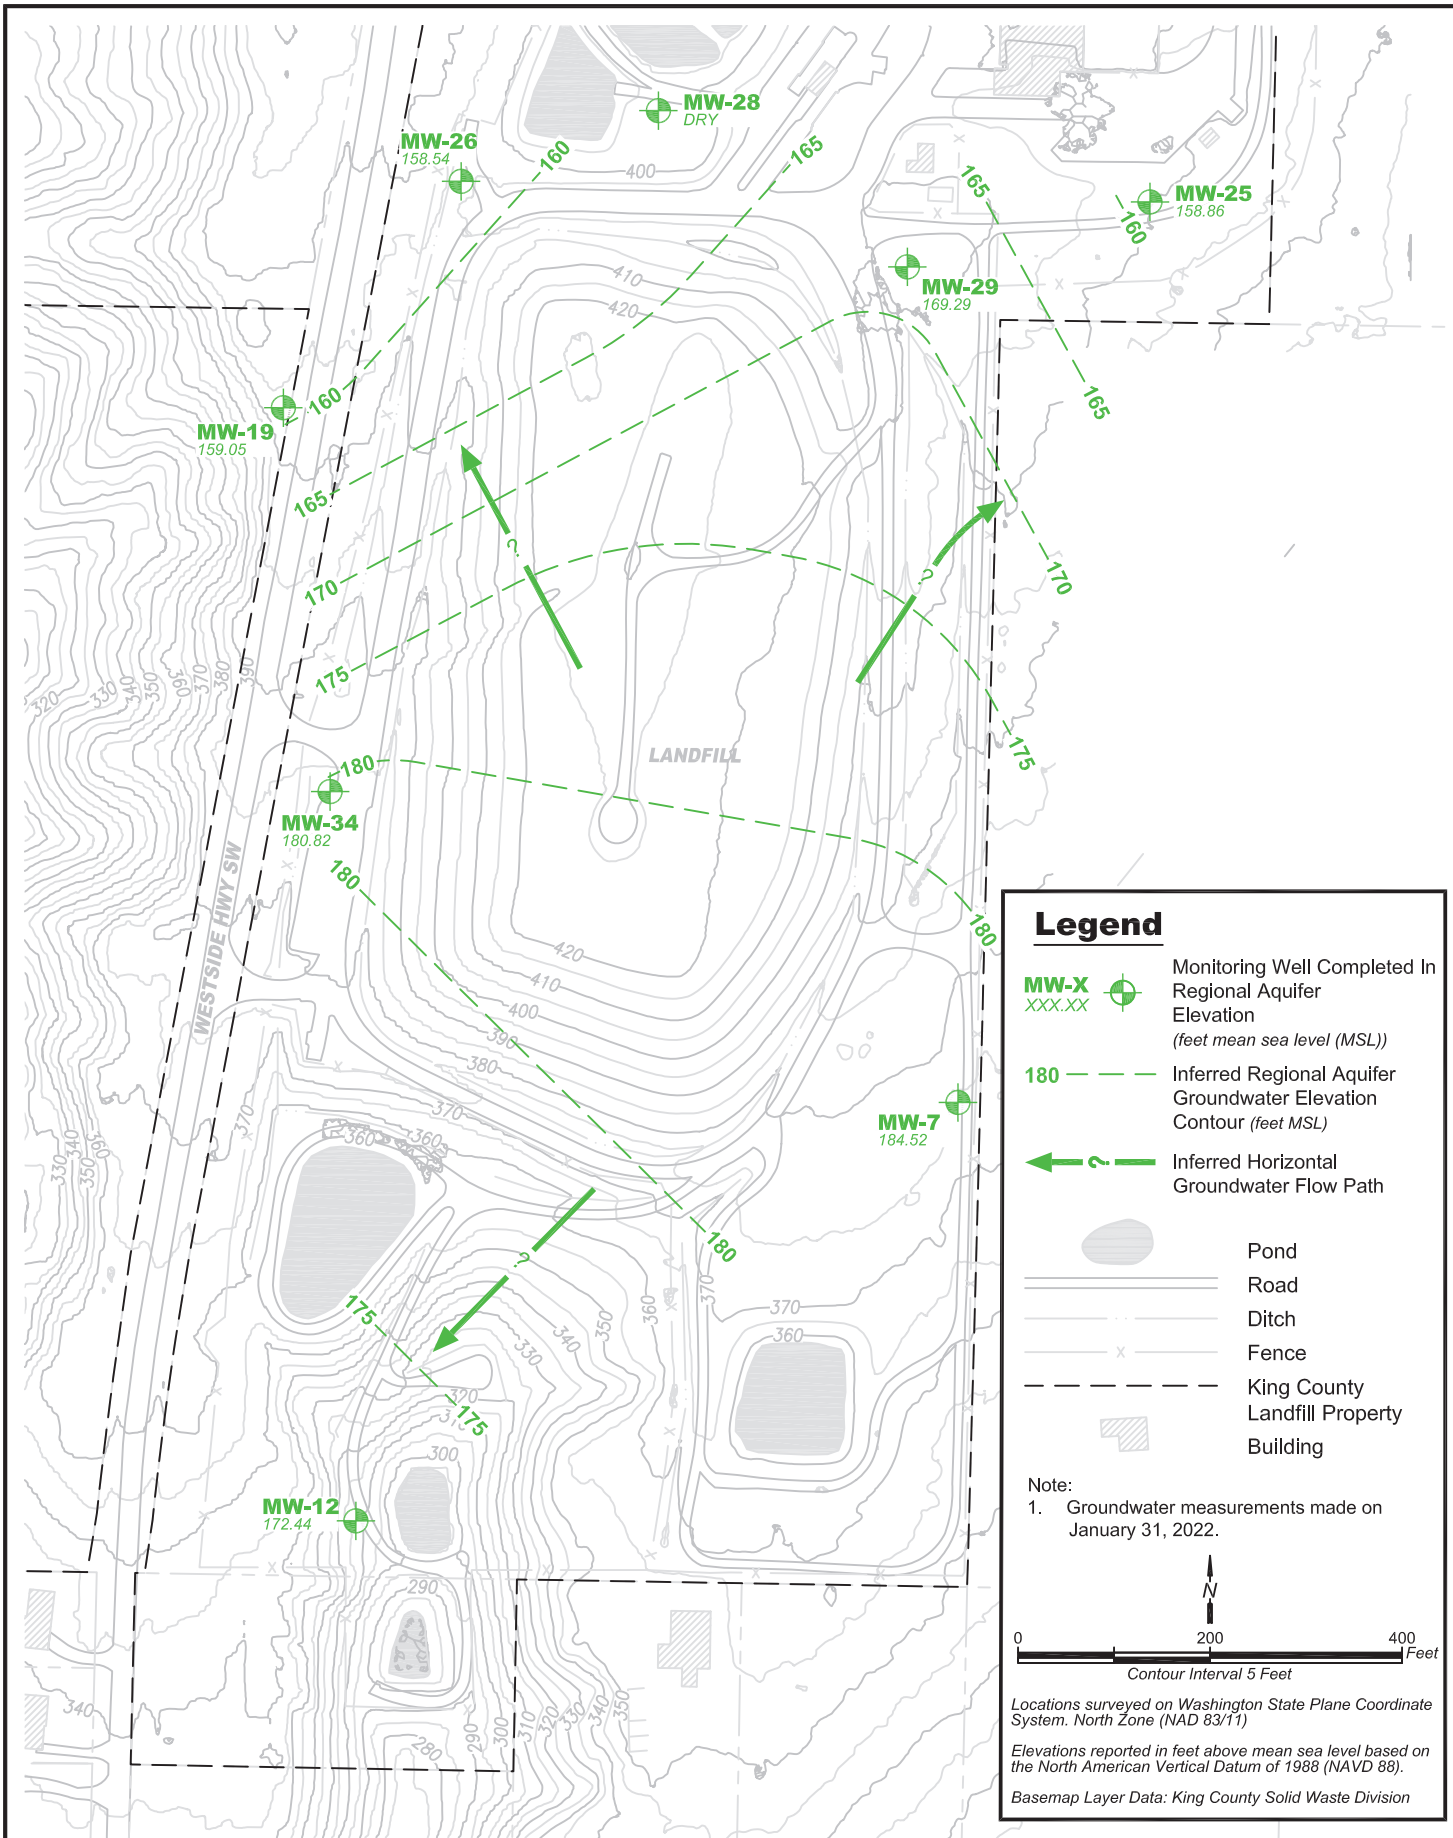 MW-28
DRY
MW-26
158.54
160
165
400
165
MW-25
158.86
160
MW-29
169.29
410
420
160
165
MW-19
159.05
165
170
170
175
320
330
340
350
360
370
380
390
175
LANDFILL
180
MW-34
180.82
180
180
WESTSIDE HWY SW
420
410
400
390
380
370
370
360
360
MW-7
184.52
330
340
350
360
180
370
360
350
340
330
370
360
175
320
175
300
MW-12
172.44
290
340
280
290
300
310
320
330
340
350
Legend
MW-X
XXX.XX
Monitoring Well Completed In
Regional Aquifer
Elevation
(feet mean sea level (MSL))
180
Inferred Regional Aquifer
Groundwater Elevation
Contour (feet MSL)
?
Inferred Horizontal
Groundwater Flow Path
Pond
Road
Ditch
x
Fence
King County
Landfill Property
Building
Note:
1. Groundwater measurements made on
January 31, 2022.
N
0 200 400
Feet
Contour Interval 5 Feet
Locations surveyed on Washington State Plane Coordinate
System. North Zone (NAD 83/11)
Elevations reported in feet above mean sea level based on
the North American Vertical Datum of 1988 (NAVD 88).
Basemap Layer Data: King County Solid Waste Division